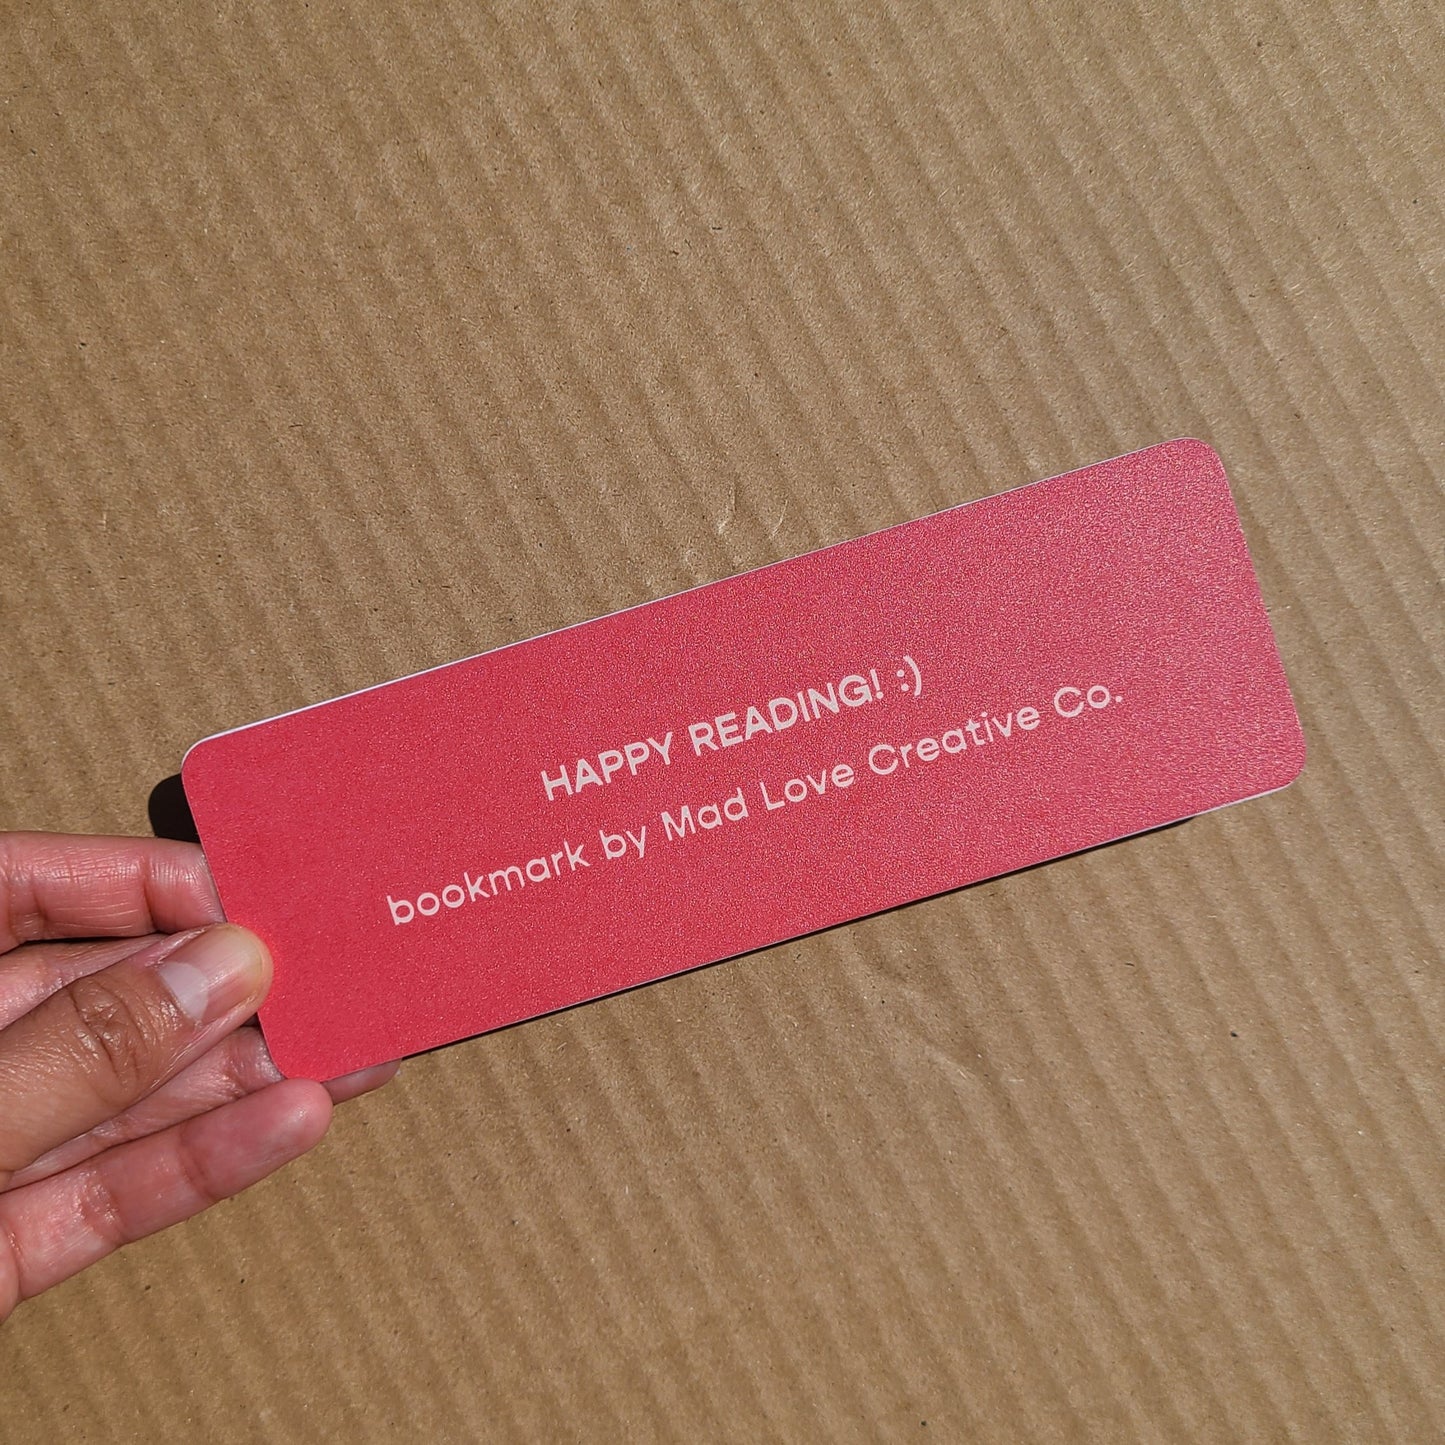 HAPPY READING! :)
bookmark by Mad Love Creative Co.